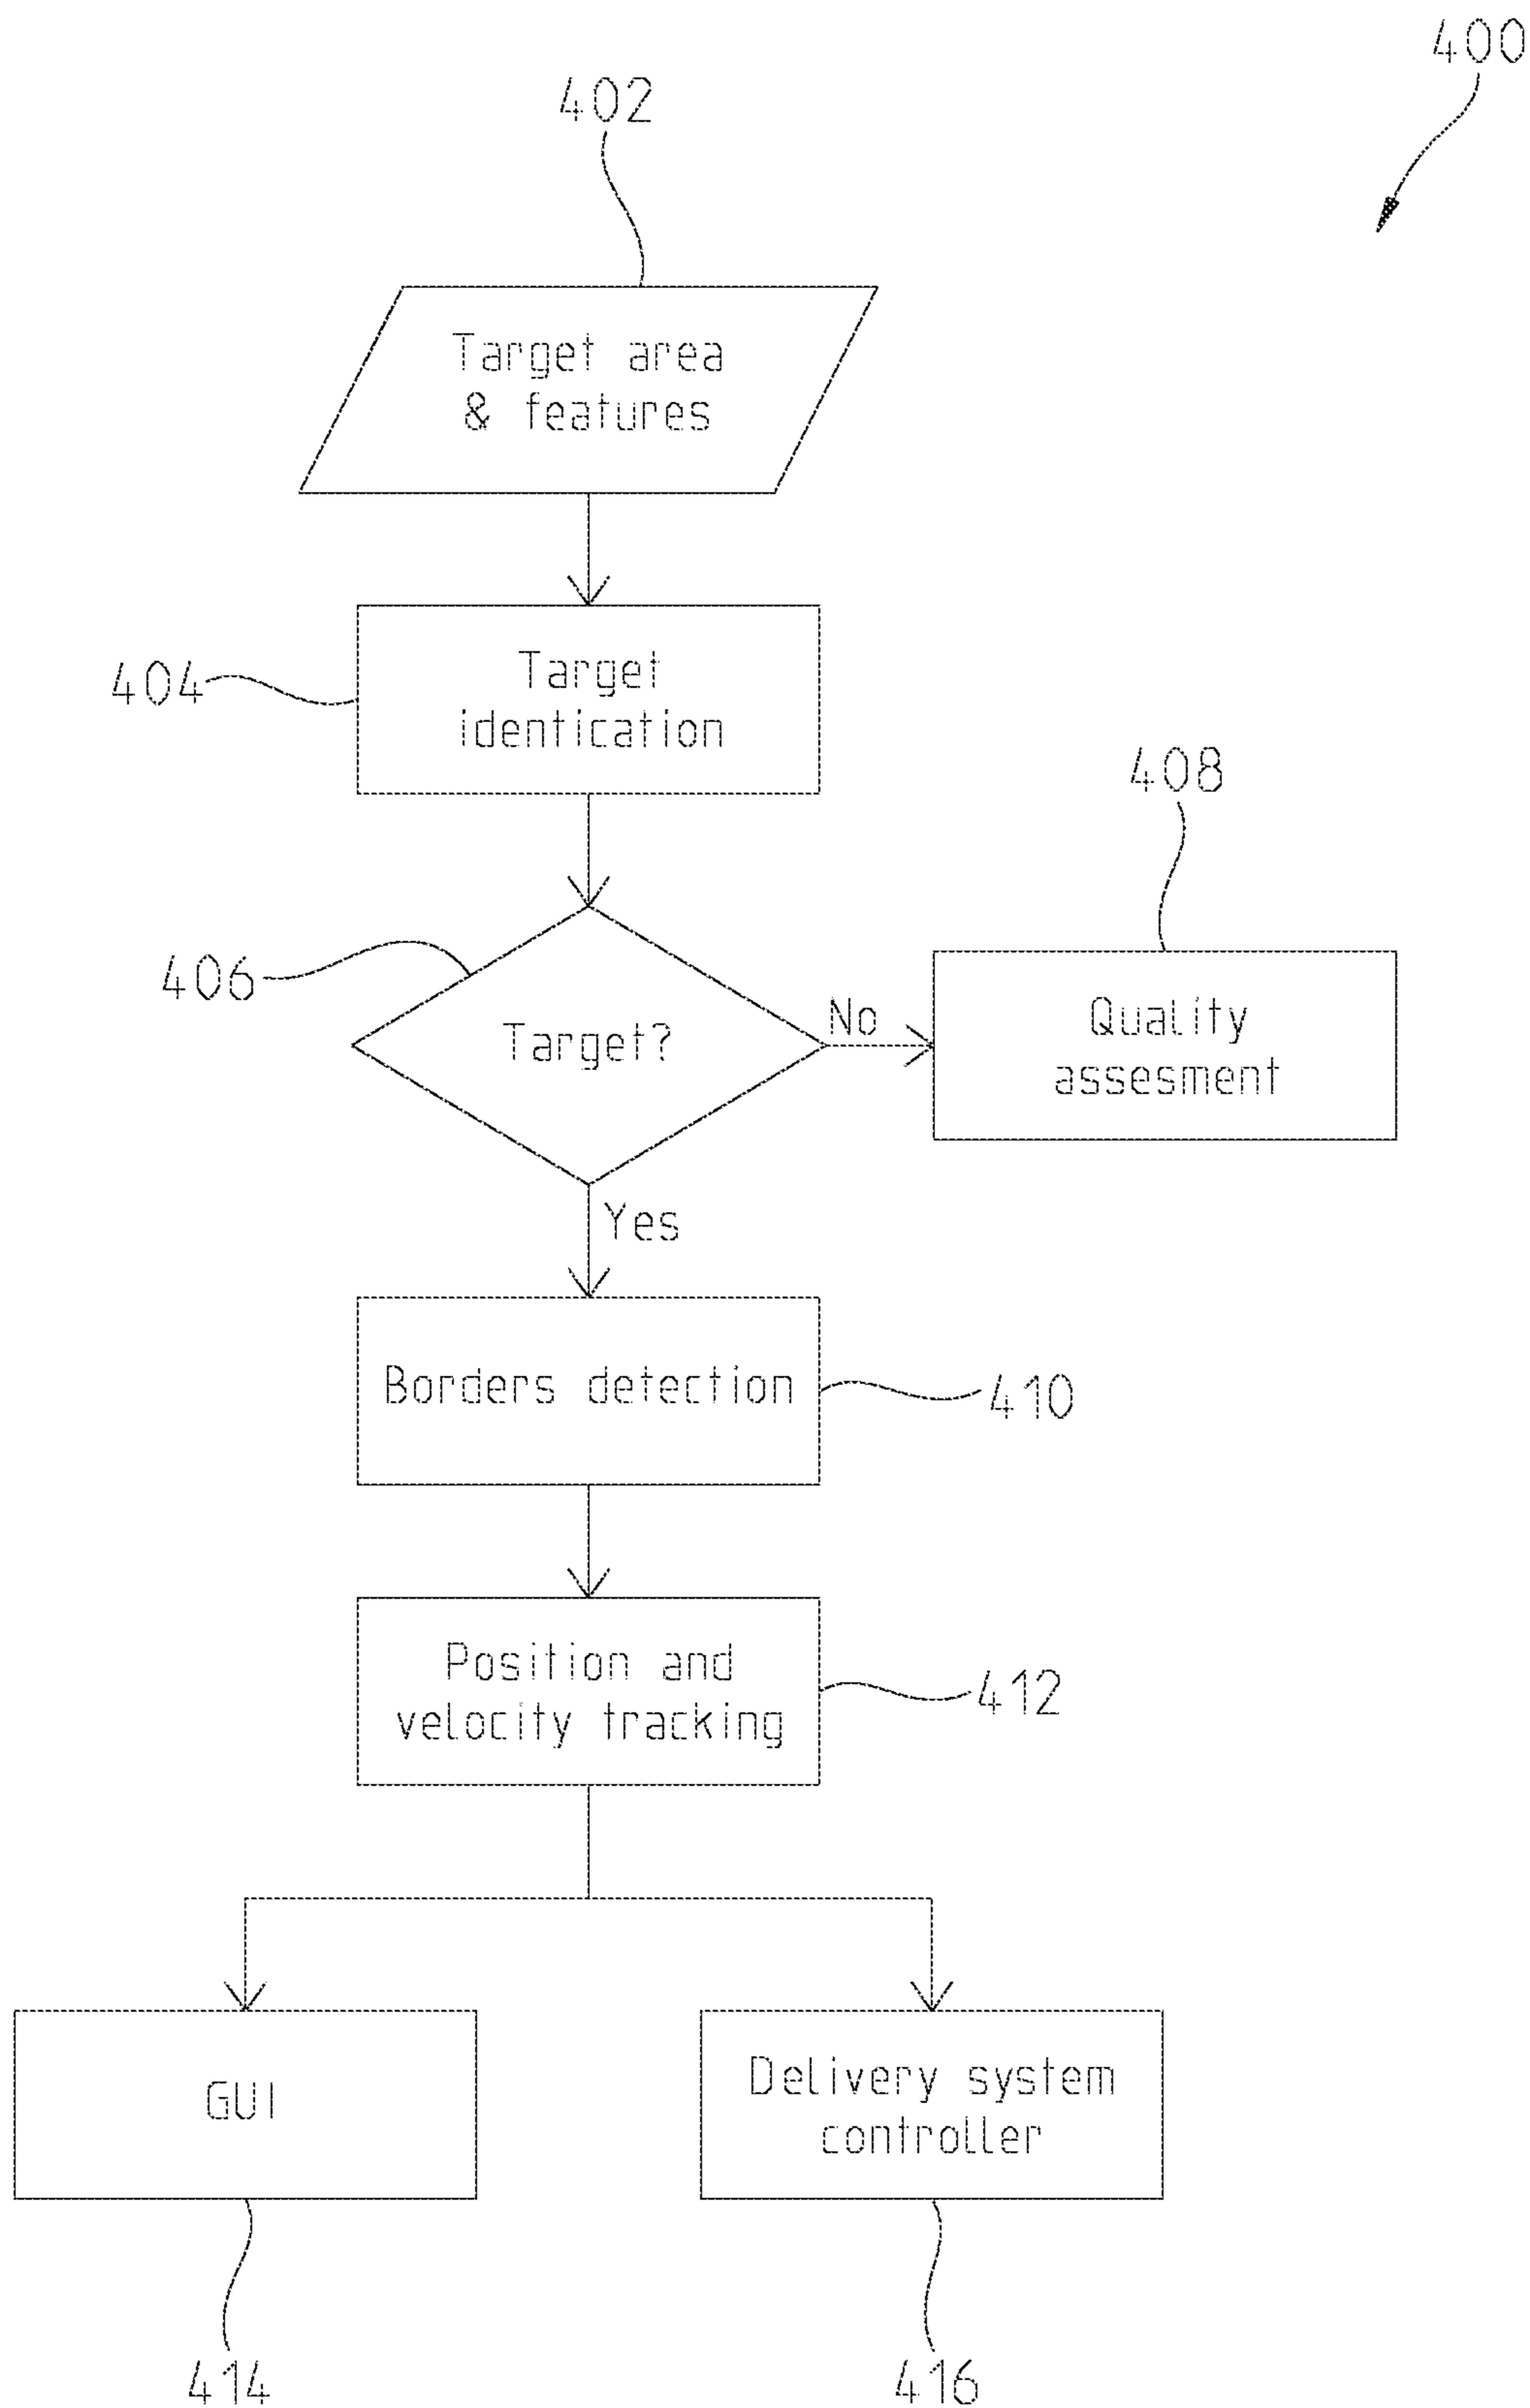 400
402
Target area
& features
404
Target
identication
408
406
Target?
No
Quality
assesment
Yes
Borders detection
410
Position and
velocity tracking
412
GUI
Delivery system
controller
414
416